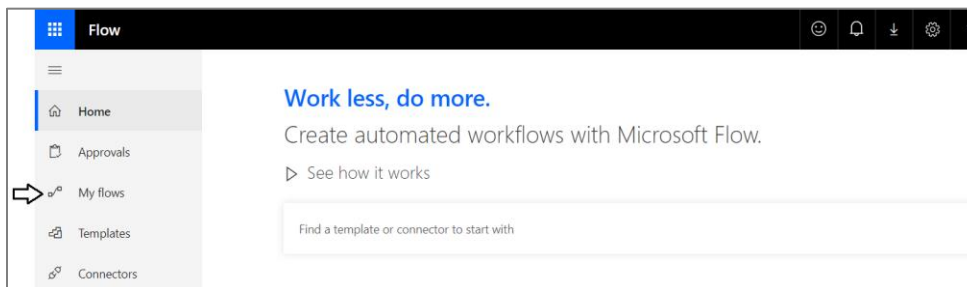 Flow
Home
Approvals
My flows
Templates
Connectors
Work less, do more.
Create automated workflows with Microsoft Flow.
See how it works
Find a template or connector to start with